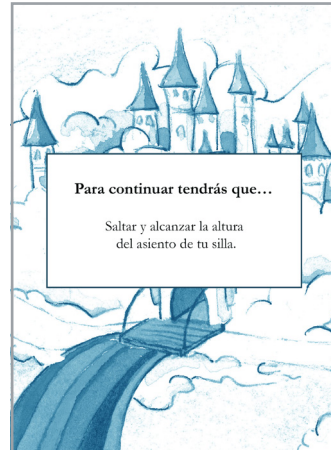 Para continuar tendrás que…
Saltar y alcanzar la altura
del asiento de tu silla.